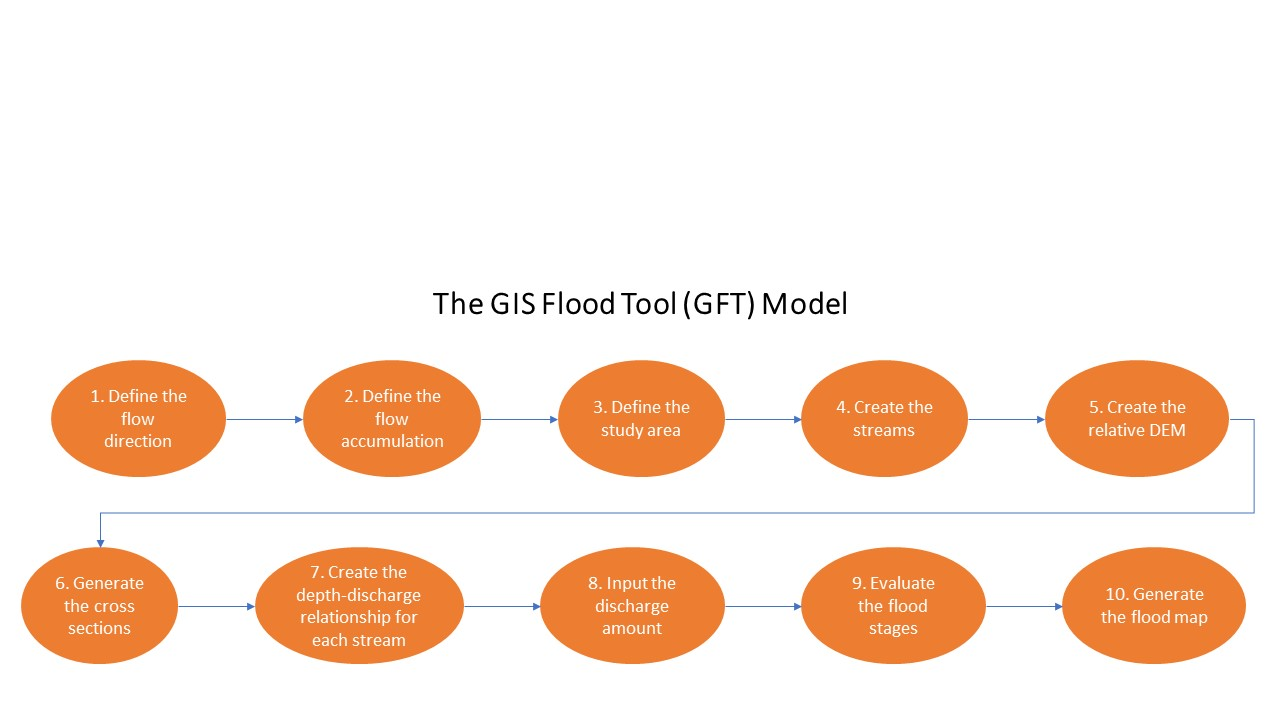 The GIS Flood Tool (GFT) Model
1. Define the
flow
direction
2. Define the
flow
accumulation
3. Define the
study area
4. Create the
streams
5. Create the
relative DEM
6. Generate
the cross
sections
7. Create the
depth-discharge
relationship for
each stream
8. Input the
discharge
amount
9. Evaluate
the flood
stages
10. Generate
the flood map